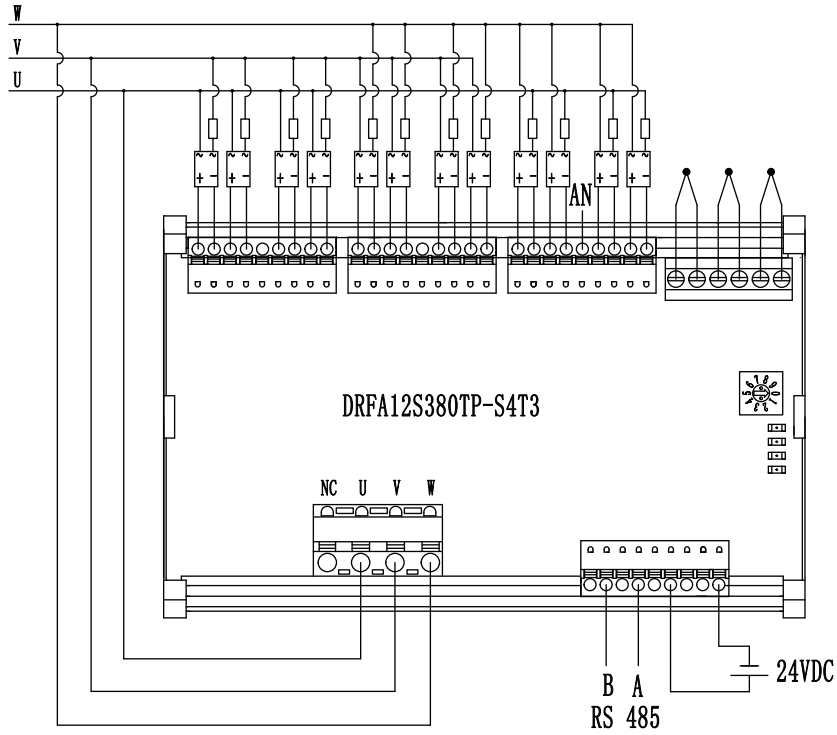 W
V
U
AN
DRFA12S380TP-S4T3
NC U V W
B A
RS 485
24VDC